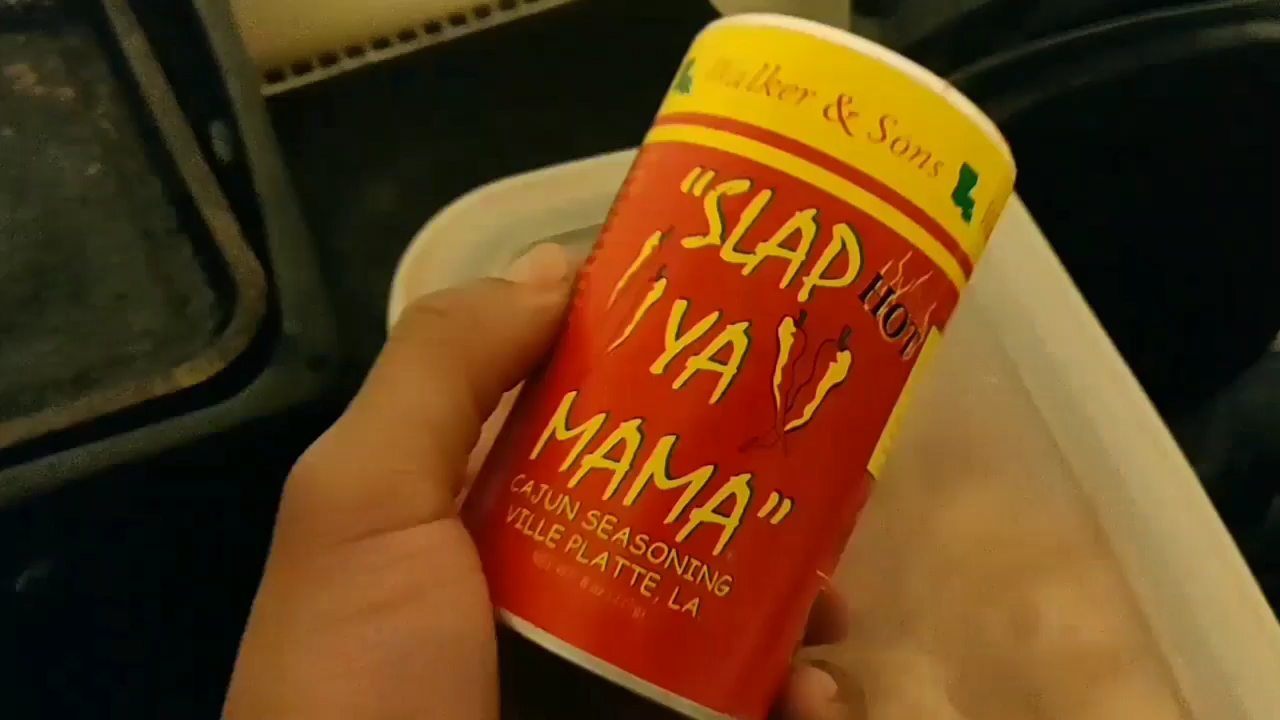 Walker & Sons
"SLAP
HOT
YA
MAMA"
CAJUN SEASONING
VILLE PLATTE, LA